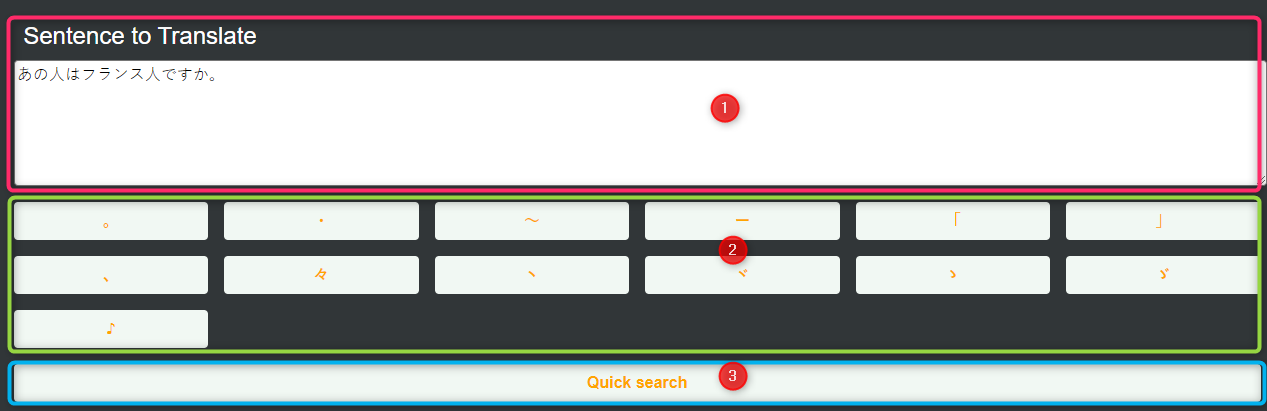 Sentence to Translate
あの人はフランス人ですか。
1
。 ・ ～ ー 「 」
2
、 々 ヽ ヾ ゝ ゞ
♪
Quick search 3